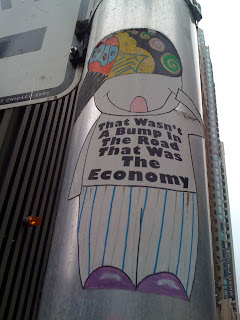 That Wasn't
A Bump In
The Road
That Was
The
Economy